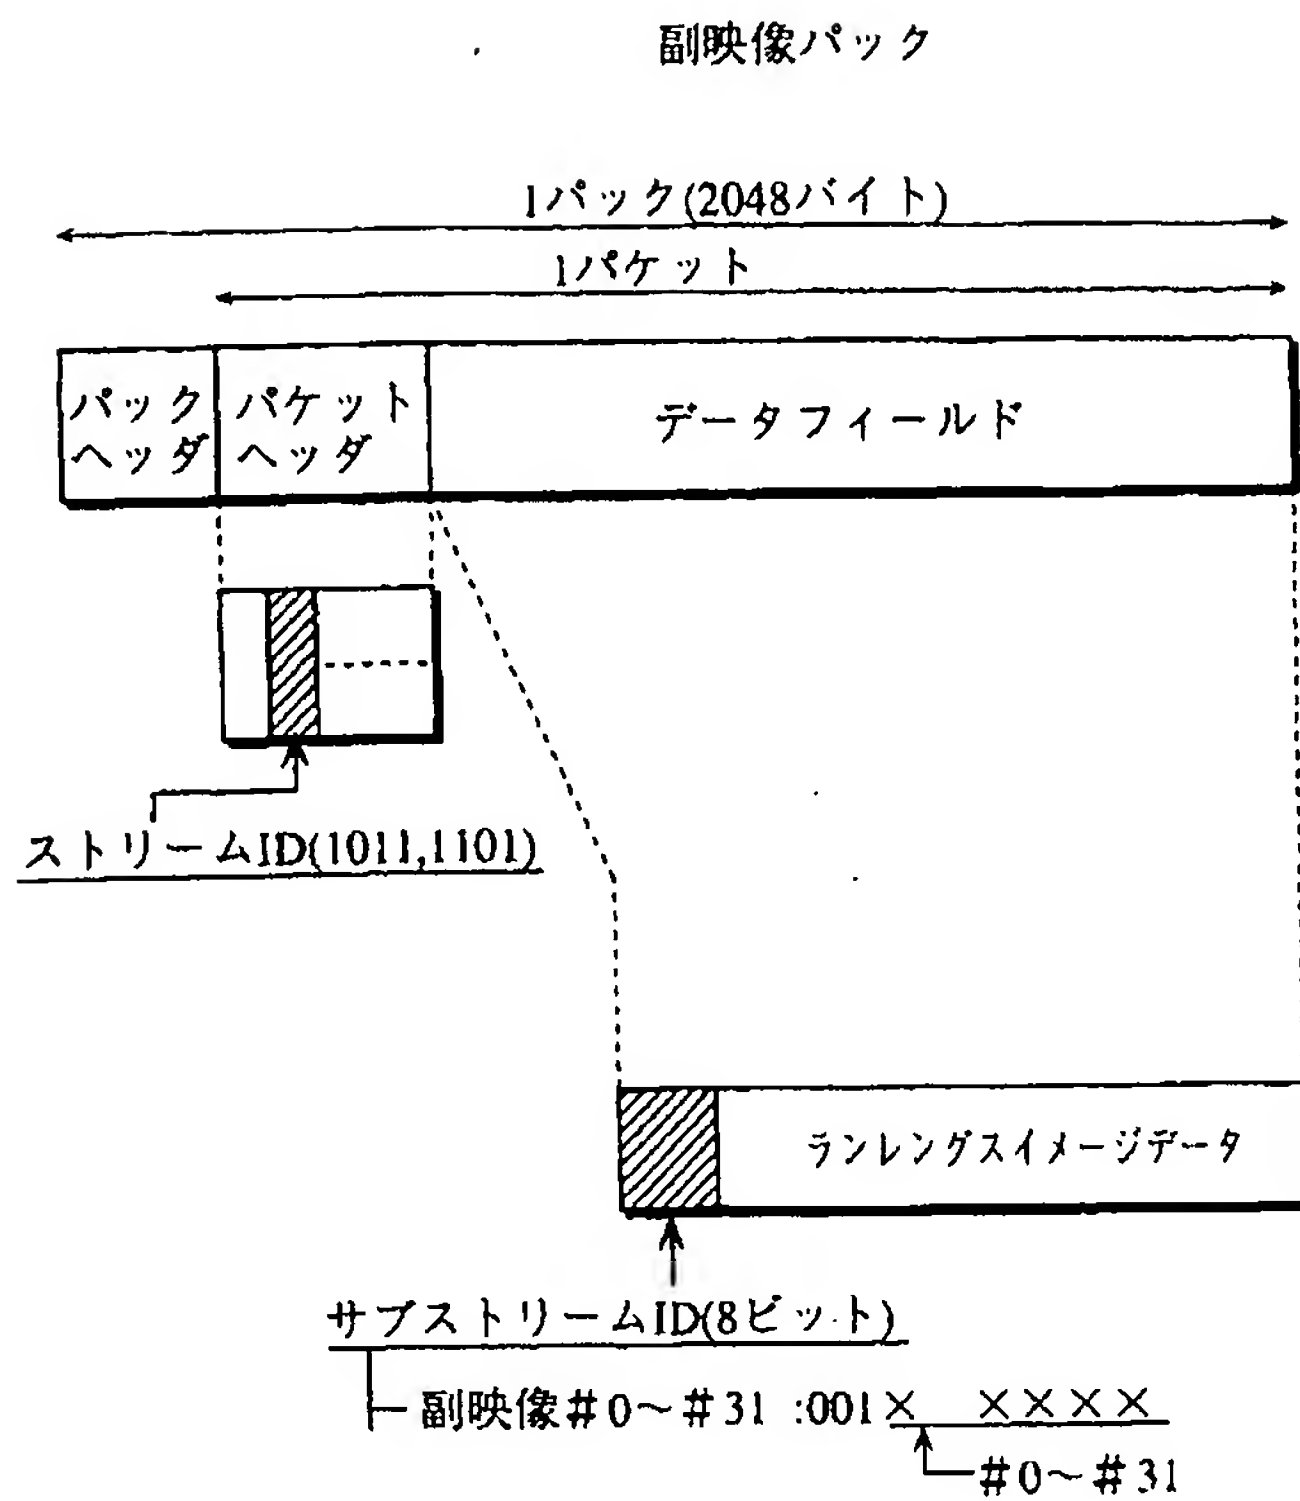 副映像パック
1パック(2048バイト)
1パケット
パック
ヘッダ
パケット
ヘッダ
データフィールド
ストリームID(1011,1101)
ランレングスイメージデータ
サブストリームID(8ビット)
副映像#0～#31 :001× ××××
#0～#31